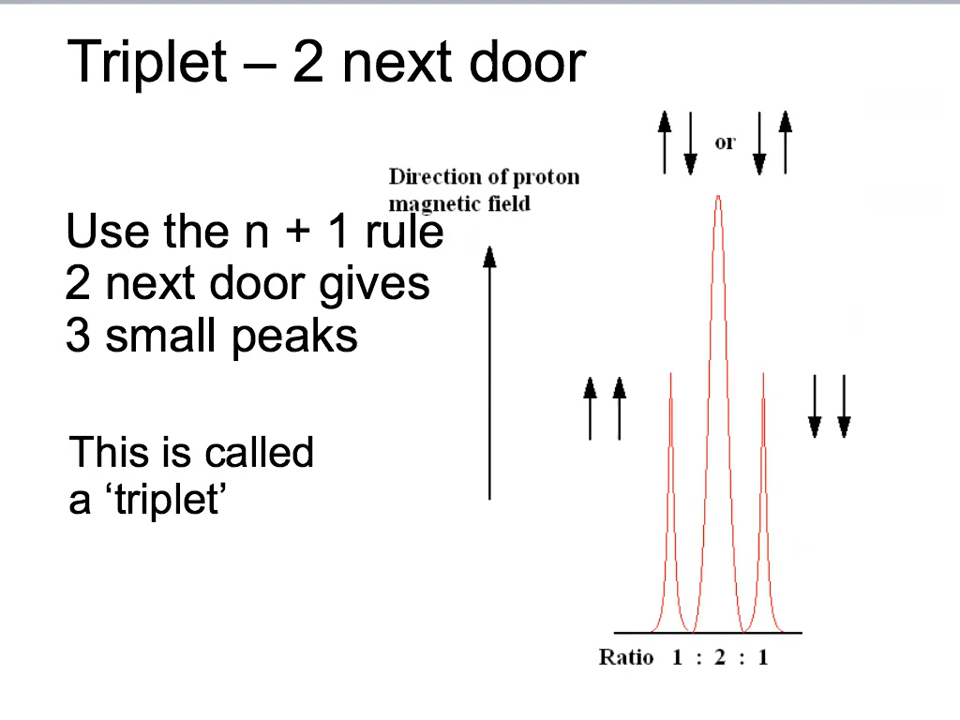 Triplet – 2 next door
or
Direction of proton
magnetic field
Use the n + 1 rule
2 next door gives
3 small peaks
This is called
a ‘triplet’
Ratio 1 : 2 : 1